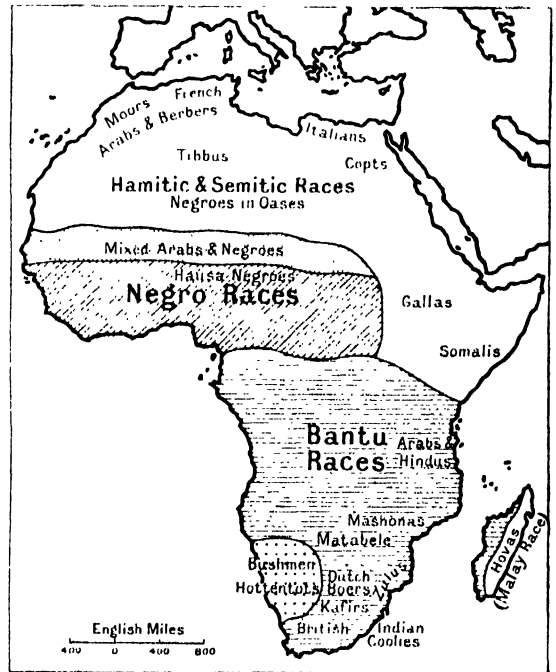 Moors
French
Arabs & Berbers
Italians
Tibbus
Copts
Hamitic & Semitic Races
Negroes in Oases
Mixed Arabs & Negroes
Hausa Negroes
Negro Races
Gallas
Somalis
Bantu
Races
Arabs &
Hindus
Mashonas
Matabele
Bushmen
Hottentots
Dutch
Boers
Zulus
Kafirs
British
Indian
Coolies
Hovas
(Malay Race)
English Miles
400 0 400 800